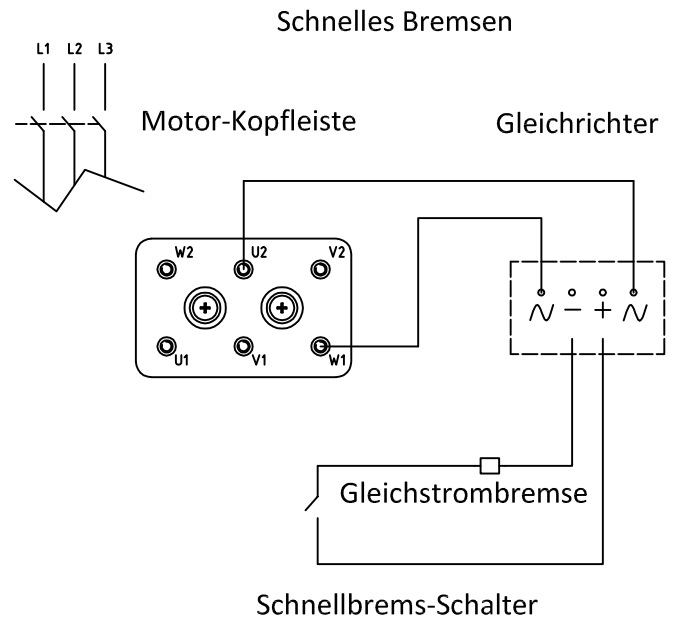 Schnelles Bremsen
L1 L2 L3
Motor-Kopfleiste
Gleichrichter
W2 U2 V2
U1 V1 W1
Gleichstrombremse
Schnellbrems-Schalter